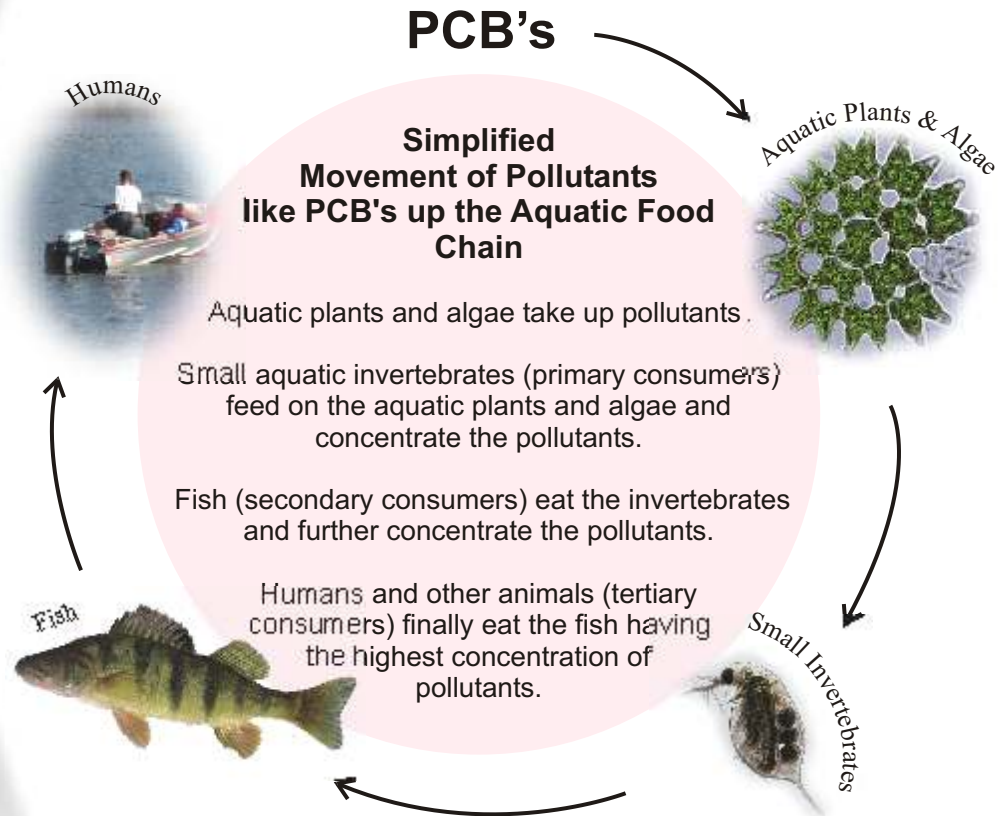 PCB's
Humans
Aquatic Plants & Algae
Simplified
Movement of Pollutants
like PCB's up the Aquatic Food
Chain
Aquatic plants and algae take up pollutants.
Small aquatic invertebrates (primary consumers)
feed on the aquatic plants and algae and
concentrate the pollutants.
Fish (secondary consumers) eat the invertebrates
and further concentrate the pollutants.
Humans and other animals (tertiary
consumers) finally eat the fish having
the highest concentration of
pollutants.
Fish
Small Invertebrates